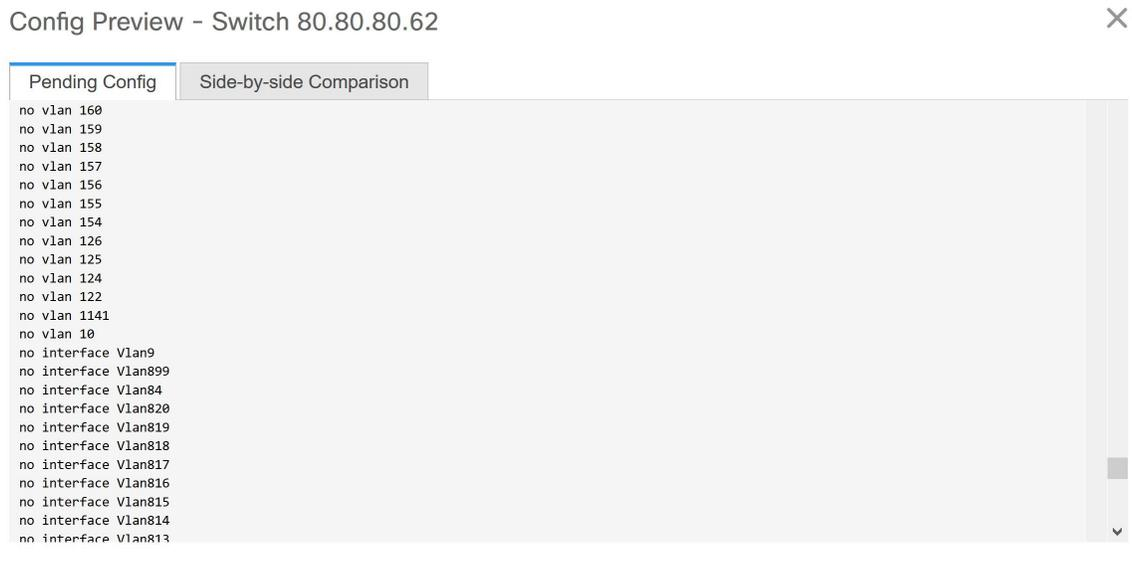 Config Preview - Switch 80.80.80.62
Pending Config
Side-by-side Comparison
no vlan 160
no vlan 159
no vlan 158
no vlan 157
no vlan 156
no vlan 155
no vlan 154
no vlan 126
no vlan 125
no vlan 124
no vlan 122
no vlan 1141
no vlan 10
no interface Vlan9
no interface Vlan899
no interface Vlan84
no interface Vlan820
no interface Vlan819
no interface Vlan818
no interface Vlan817
no interface Vlan816
no interface Vlan815
no interface Vlan814
no interface Vlan813